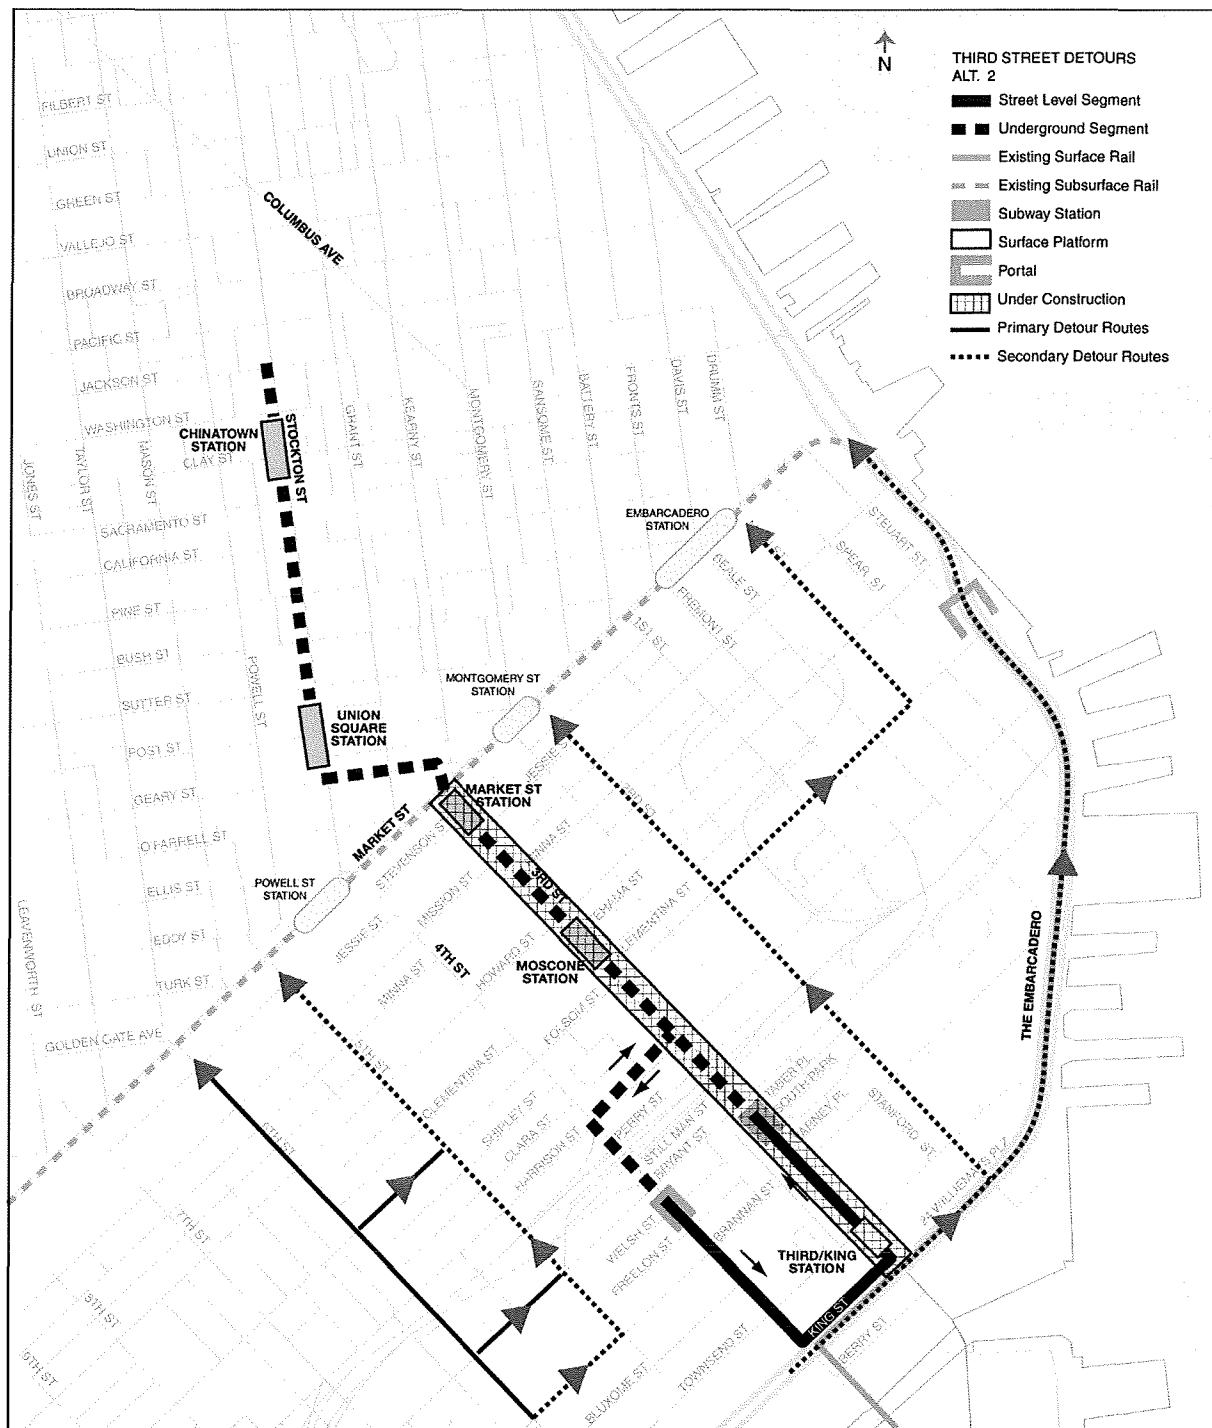 N
THIRD STREET DETOURS
ALT. 2
Street Level Segment
Underground Segment
Existing Surface Rail
Existing Subsurface Rail
Subway Station
Surface Platform
Portal
Under Construction
Primary Detour Routes
Secondary Detour Routes
FILBERT ST
UNION ST
GREEN ST
VALLEJO ST
BROADWAY ST
PACIFIC ST
JACKSON ST
WASHINGTON ST
COLUMBUS AVE
CHINATOWN
STATION
CLAY ST
STOCKTON ST
GRANT ST
KEARNY ST
MONTGOMERY ST
SANSOME ST
BATTERY ST
FRONT ST
DAVIS ST
DRUMM ST
JONES ST
TAYLOR ST
MASON ST
SACRAMENTO ST
CALIFORNIA ST
PINE ST
BUSH ST
SUTTER ST
POST ST
GEARY ST
O'FARRELL ST
ELLIS ST
EDDY ST
TURK ST
GOLDEN GATE AVE
LEAVENWORTH ST
POWELL ST
EMBARCADERO
STATION
STEUART ST
SPEAR ST
BEALE ST
FREMONT ST
1ST ST
MONTGOMERY ST
STATION
UNION
SQUARE
STATION
MARKET ST
STATION
MARKET ST
POWELL ST
STATION
STEVENSON ST
JESSIE ST
MISSION ST
JESSIE ST
MINNA ST
HOWARD ST
4TH ST
3RD ST
MOSCONE
STATION
CLEMENTINA ST
FOLSOM ST
THE EMBARCADERO
5TH ST
6TH ST
7TH ST
8TH ST
9TH ST
CLEMENTINA ST
SHIPLEY ST
CLARA ST
HARRISON ST
PERRY ST
STILLMAN ST
BRYANT ST
TABER PL
SOUTH PARK
VARNEY PL
STANFORD ST
WELSH ST
FREELON ST
BRANNAN ST
THIRD/KING
STATION
KING ST
BERRY ST
TOWNSEND ST
BLUXOME ST